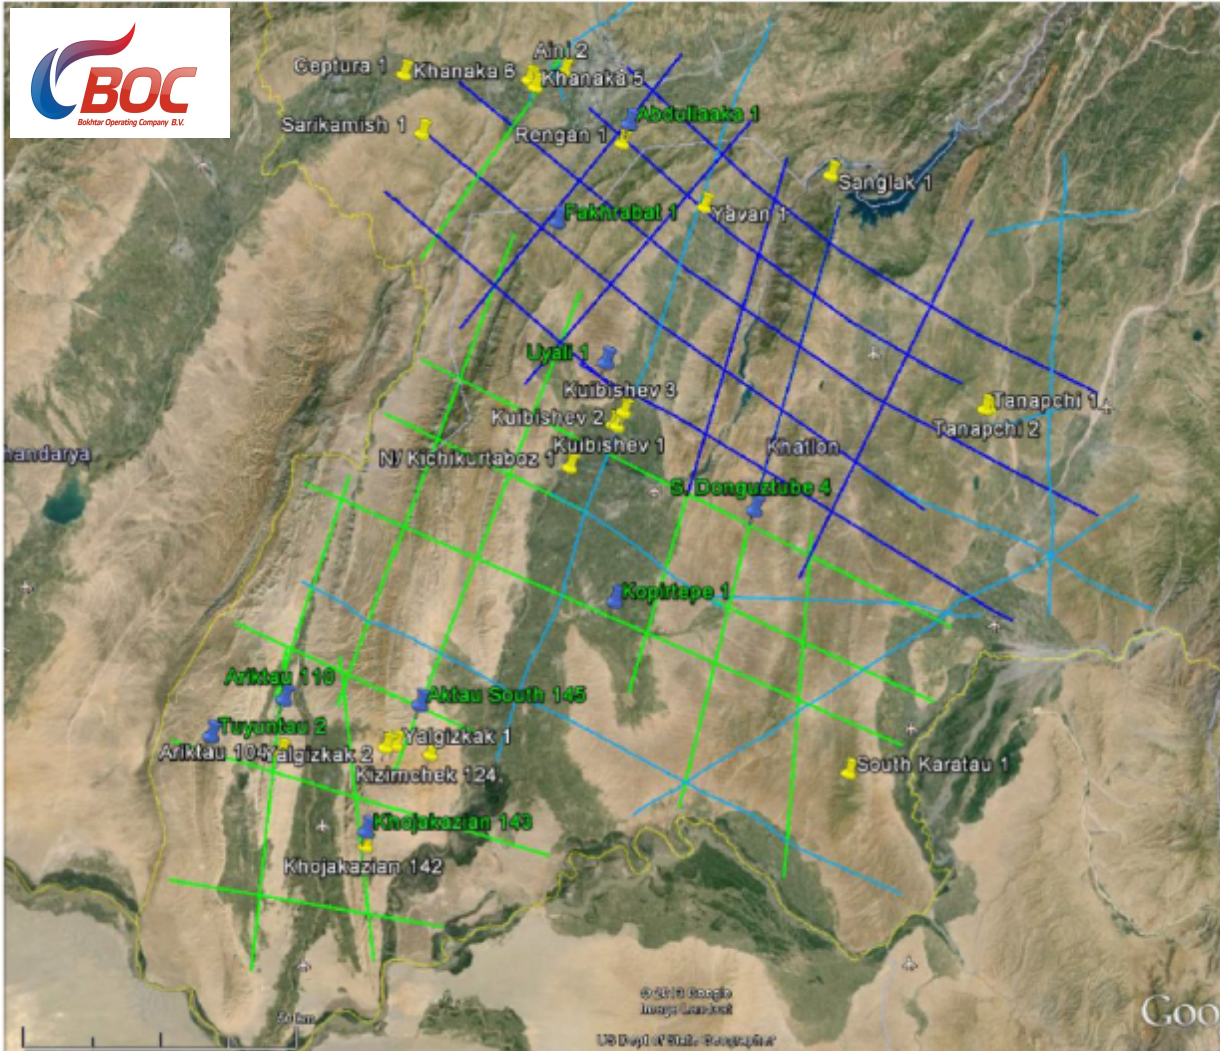 BOC
Bokhtar Operating Company B.V.
Aini 2
Geptura 1
Khanaka 6
Khanaka 5
Abdullaaka 1
Sarikamish 1
Rengan 1
Sanglak 1
Fakhrabat 1
Yavan 1
Uyali 1
Kuibishev 3
Tanapchi 1
Kuibishev 2
Tanapchi 2
Kuibishev 1
Khatlon
handarya
N/ Kichikurtaboz 1
S. Donguztube 4
Kopirtepe 1
Ariktau 110
Aktau South 145
Tuyuntau 2
Yalgizkak 1
Ariktau 104
Yalgizkak 2
South Karatau 1
Kizimchek 124
Khojakazian 143
Khojakazian 142
© 2013 Google
Image Landsat
50 km
Goo
US Dept of State Geographer